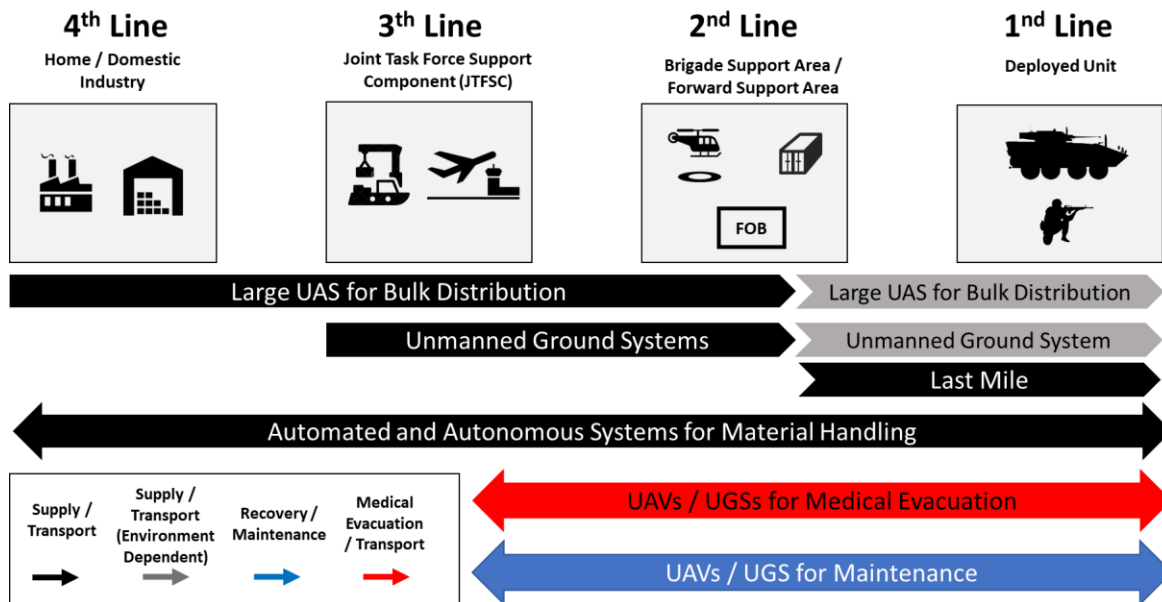 4th Line
Home / Domestic
Industry
3th Line
Joint Task Force Support
Component (JTFSC)
2nd Line
Brigade Support Area /
Forward Support Area
1nd Line
Deployed Unit
FOB
Large UAS for Bulk Distribution
Large UAS for Bulk Distribution
Unmanned Ground Systems
Unmanned Ground System
Last Mile
Automated and Autonomous Systems for Material Handling
Supply /
Transport
Supply /
Transport
(Environment
Dependent)
Recovery /
Maintenance
Medical
Evacuation
/ Transport
UAVs / UGSs for Medical Evacuation
UAVs / UGS for Maintenance